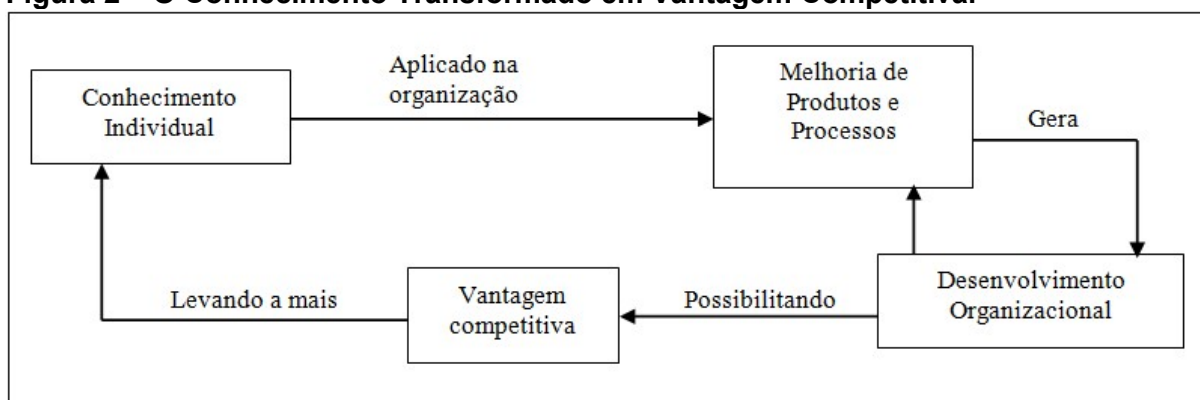 Figura 2 – O Conhecimento Transformado em Vantagem Competitiva.
Aplicado na
organização
Conhecimento
Individual
Melhoria de
Produtos e
Processos
Gera
Desenvolvimento
Organizacional
Possibilitando
Vantagem
competitiva
Levando a mais